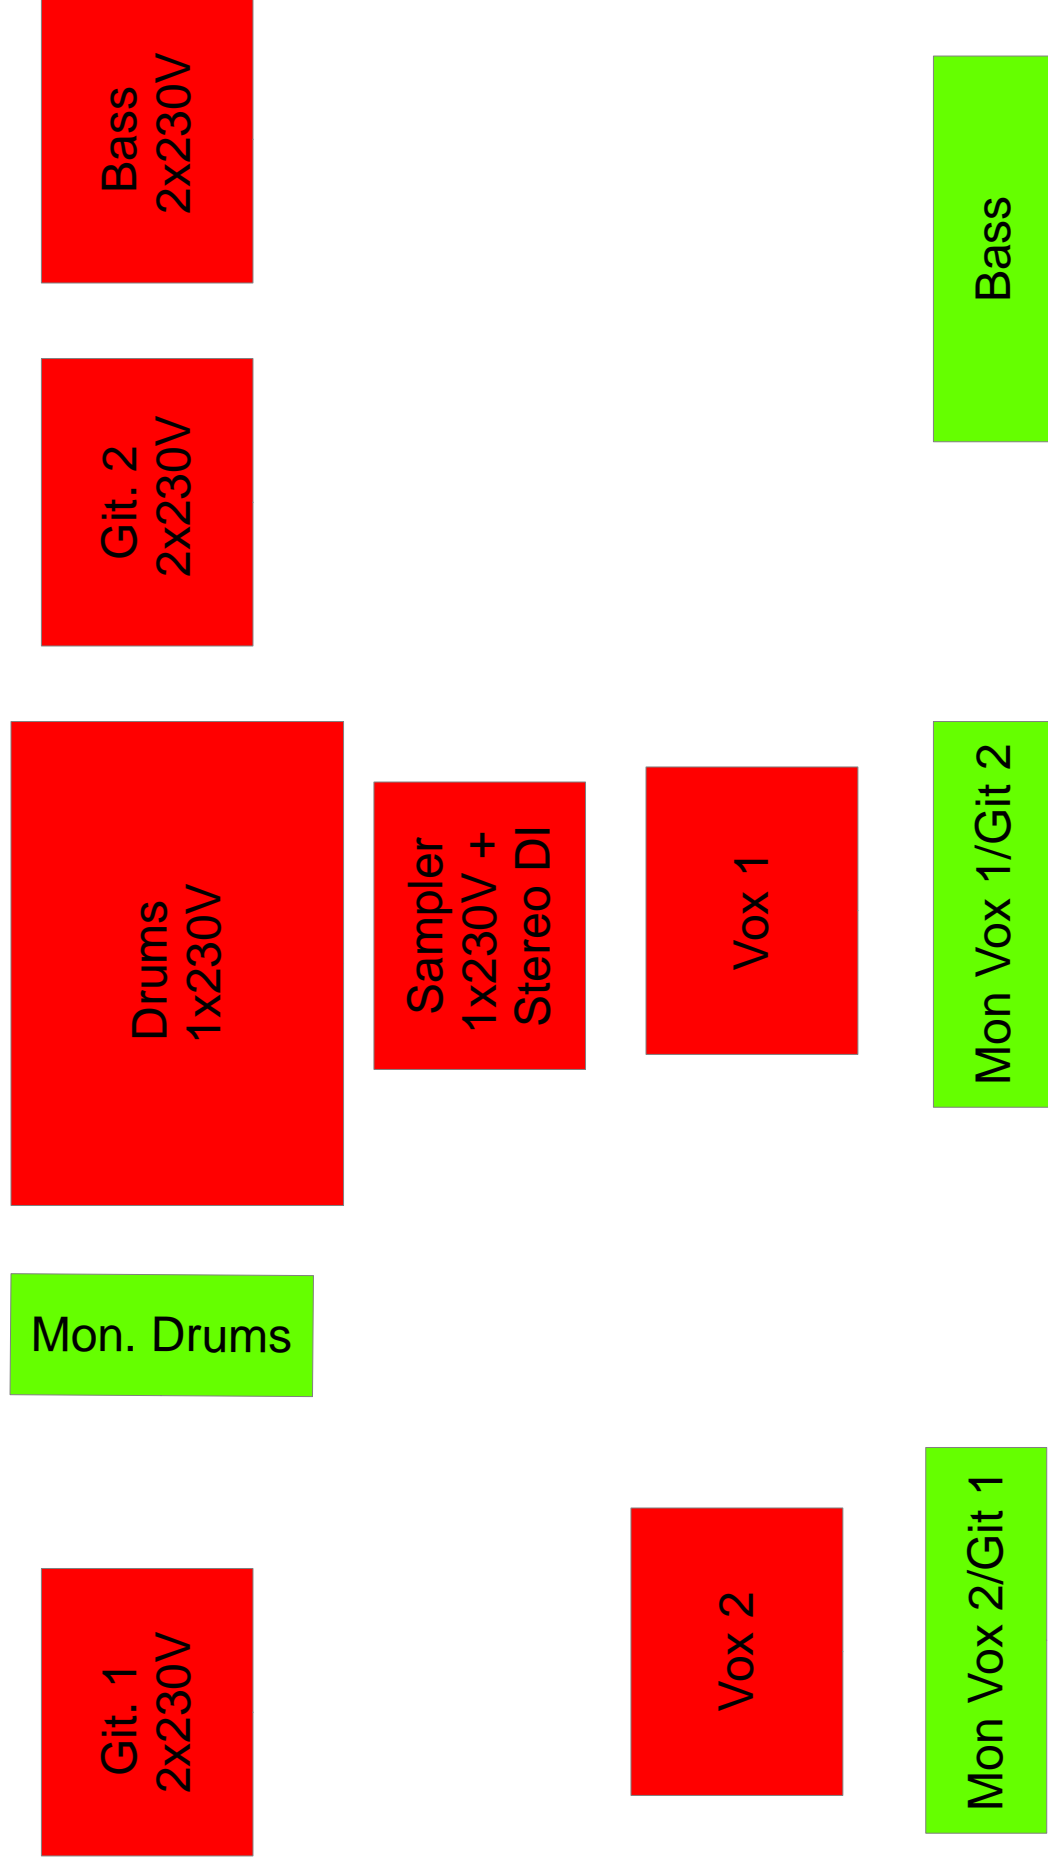 Bass
2x230V
Git. 2
2x230V
Drums
1x230V
Mon. Drums
Git. 1
2x230V
Sampler
1x230V +
Stereo DI
Vox 1
Vox 2
Bass
Mon Vox 1/Git 2
Mon Vox 2/Git 1